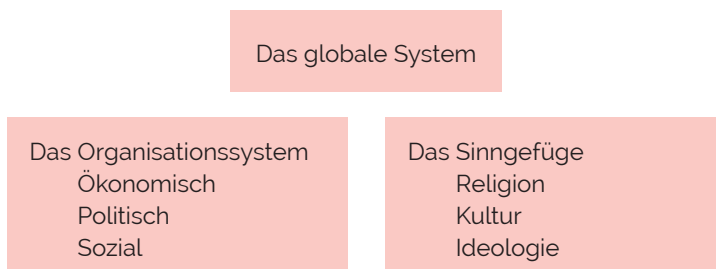 Das globale System
Das Organisationssystem
Ökonomisch
Politisch
Sozial
Das Sinngefüge
Religion
Kultur
Ideologie